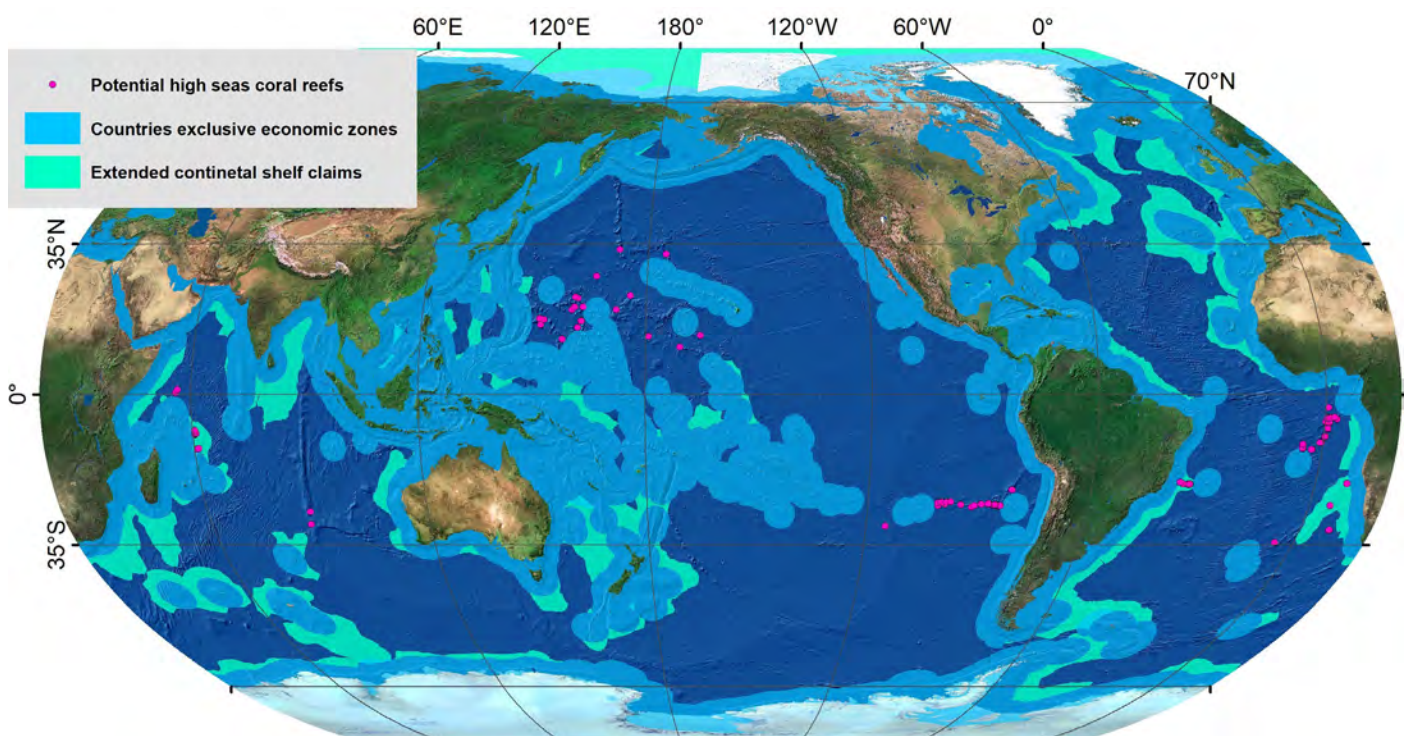 60°E 120°E 180° 120°W 60°W 0°
70°N
Potential high seas coral reefs
Countries exclusive economic zones
Extended continetal shelf claims
35°N
0°
35°S